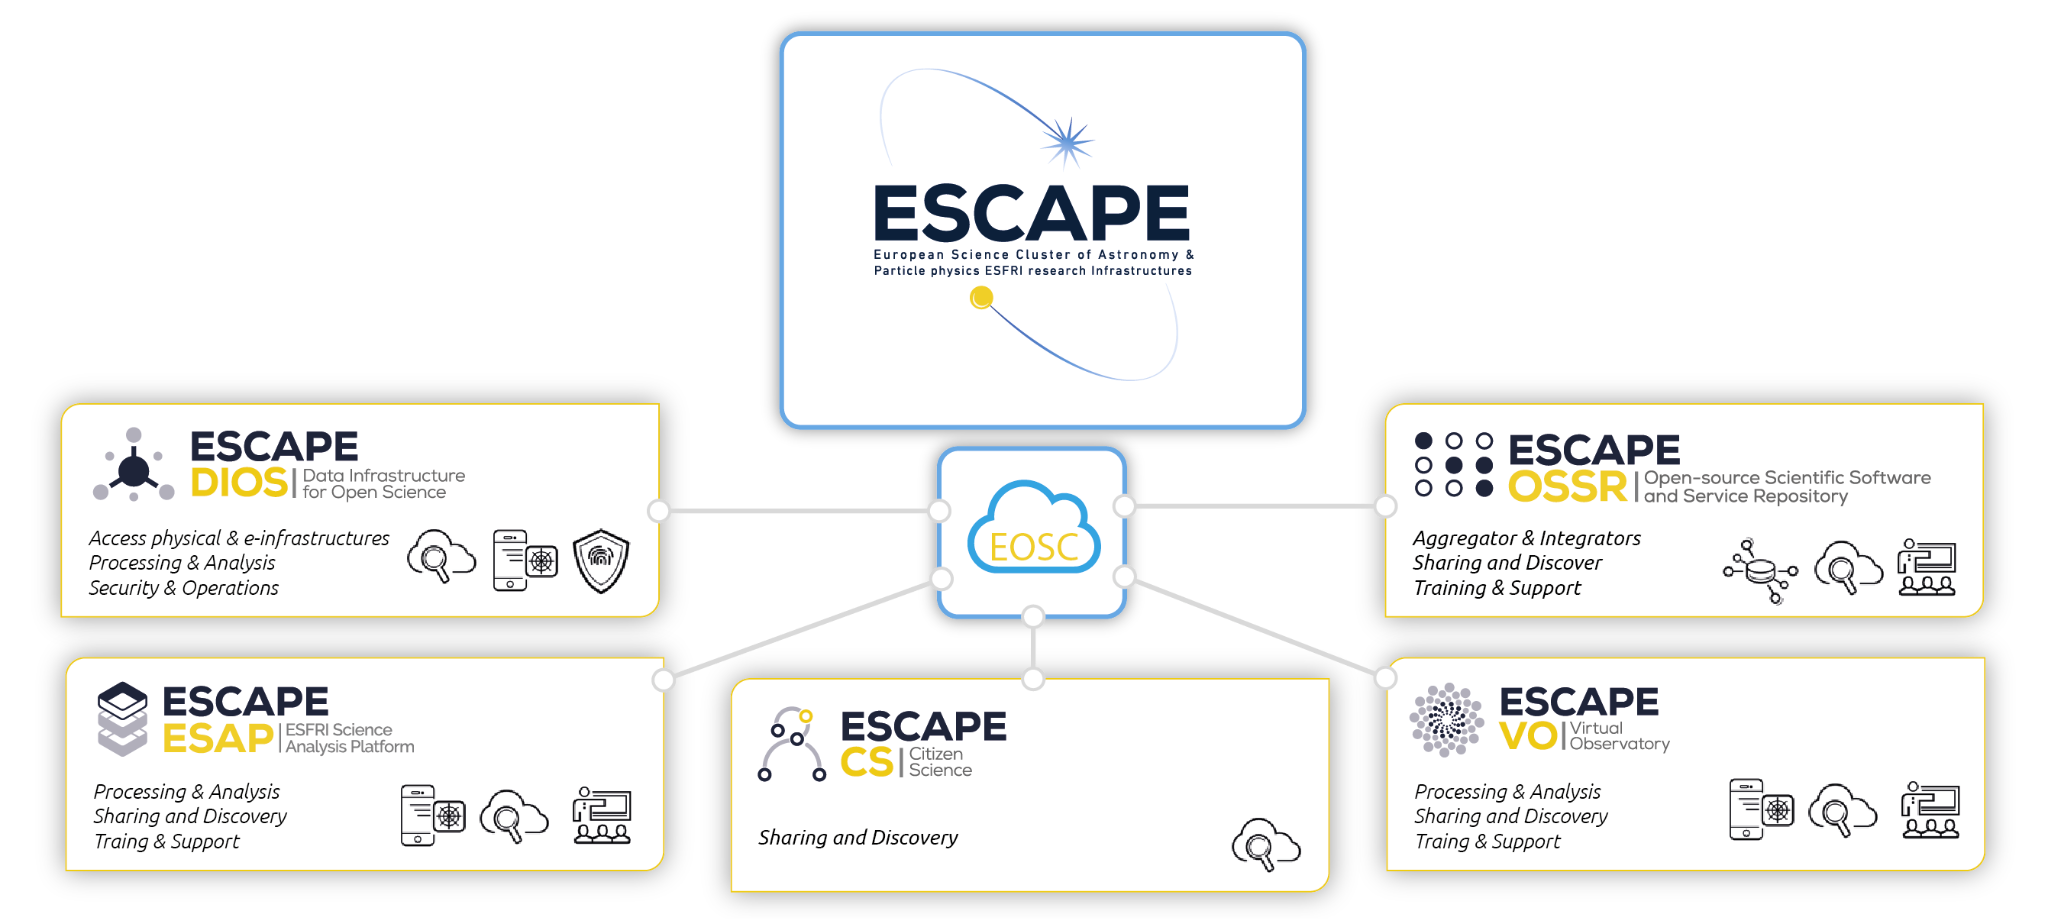 ESCAPE
European Science Cluster of Astronomy &
Particle physics ESFRI research Infrastructures
EOSC
ESCAPE
DIOS
Data Infrastructure
for Open Science
Access physical & e-infrastructures
Processing & Analysis
Security & Operations
ESCAPE
OSSR
Open-source Scientific Software
and Service Repository
Aggregator & Integrators
Sharing and Discover
Training & Support
ESCAPE
ESAP
ESFRI Science
Analysis Platform
Processing & Analysis
Sharing and Discovery
Traing & Support
ESCAPE
CS
Citizen
Science
Sharing and Discovery
ESCAPE
VO
Virtual
Observatory
Processing & Analysis
Sharing and Discovery
Traing & Support